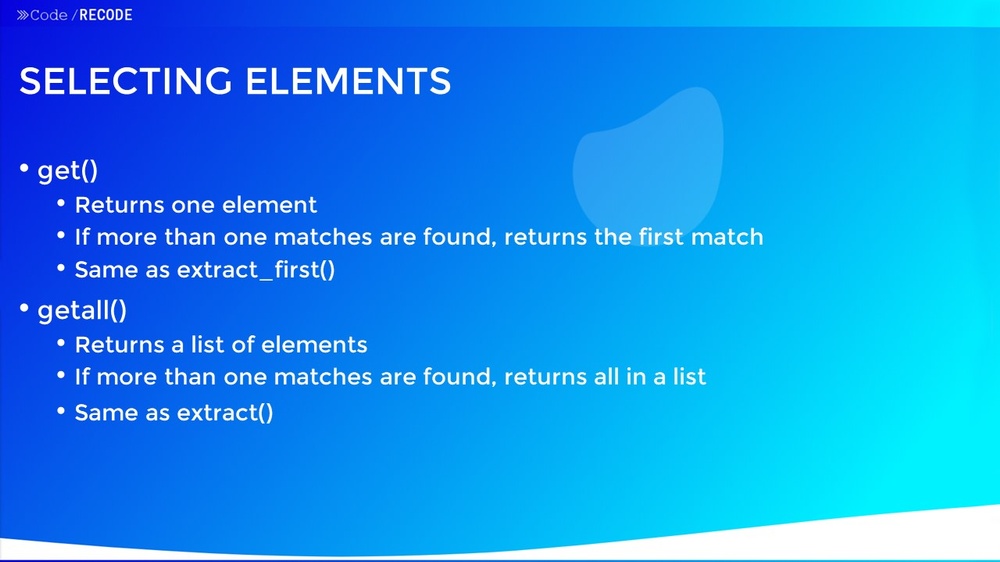 Code /RECODE
SELECTING ELEMENTS
• get()
• Returns one element
• If more than one matches are found, returns the first match
• Same as extract_first()
• getall()
• Returns a list of elements
• If more than one matches are found, returns all in a list
• Same as extract()